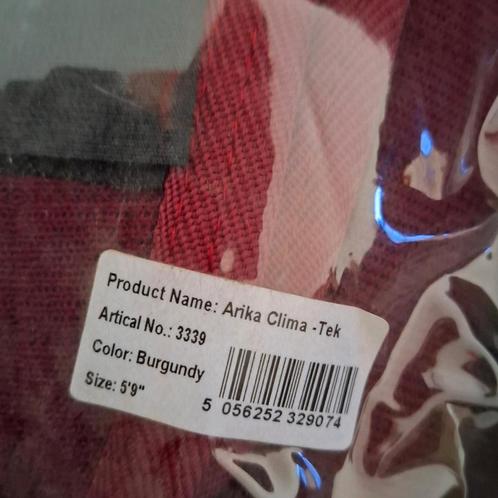 Product Name: Arika Clima -Tek
Artical No.: 3339
Color: Burgundy
Size: 5'9"
5 056252 329074